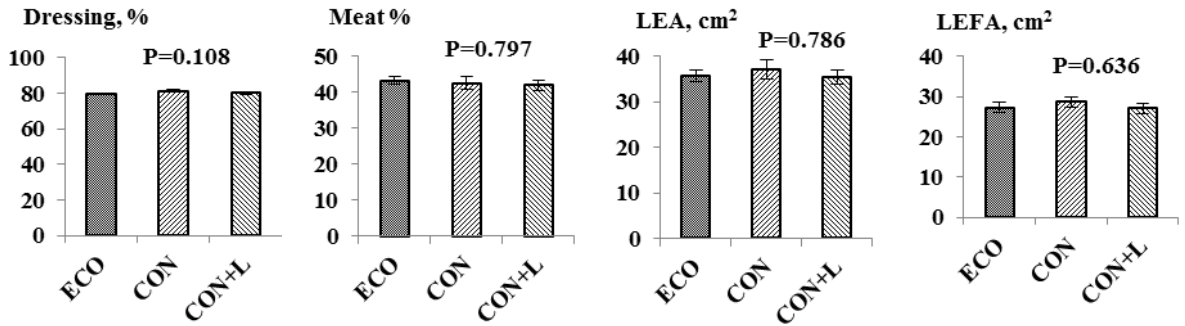 Dressing, %
P=0.108
100
80
60
40
20
0
ECO
CON
CON+L
Meat %
P=0.797
50
40
30
20
10
0
ECO
CON
CON+L
LEA, cm²
P=0.786
40
30
20
10
0
ECO
CON
CON+L
LEFA, cm²
P=0.636
40
30
20
10
0
ECO
CON
CON+L